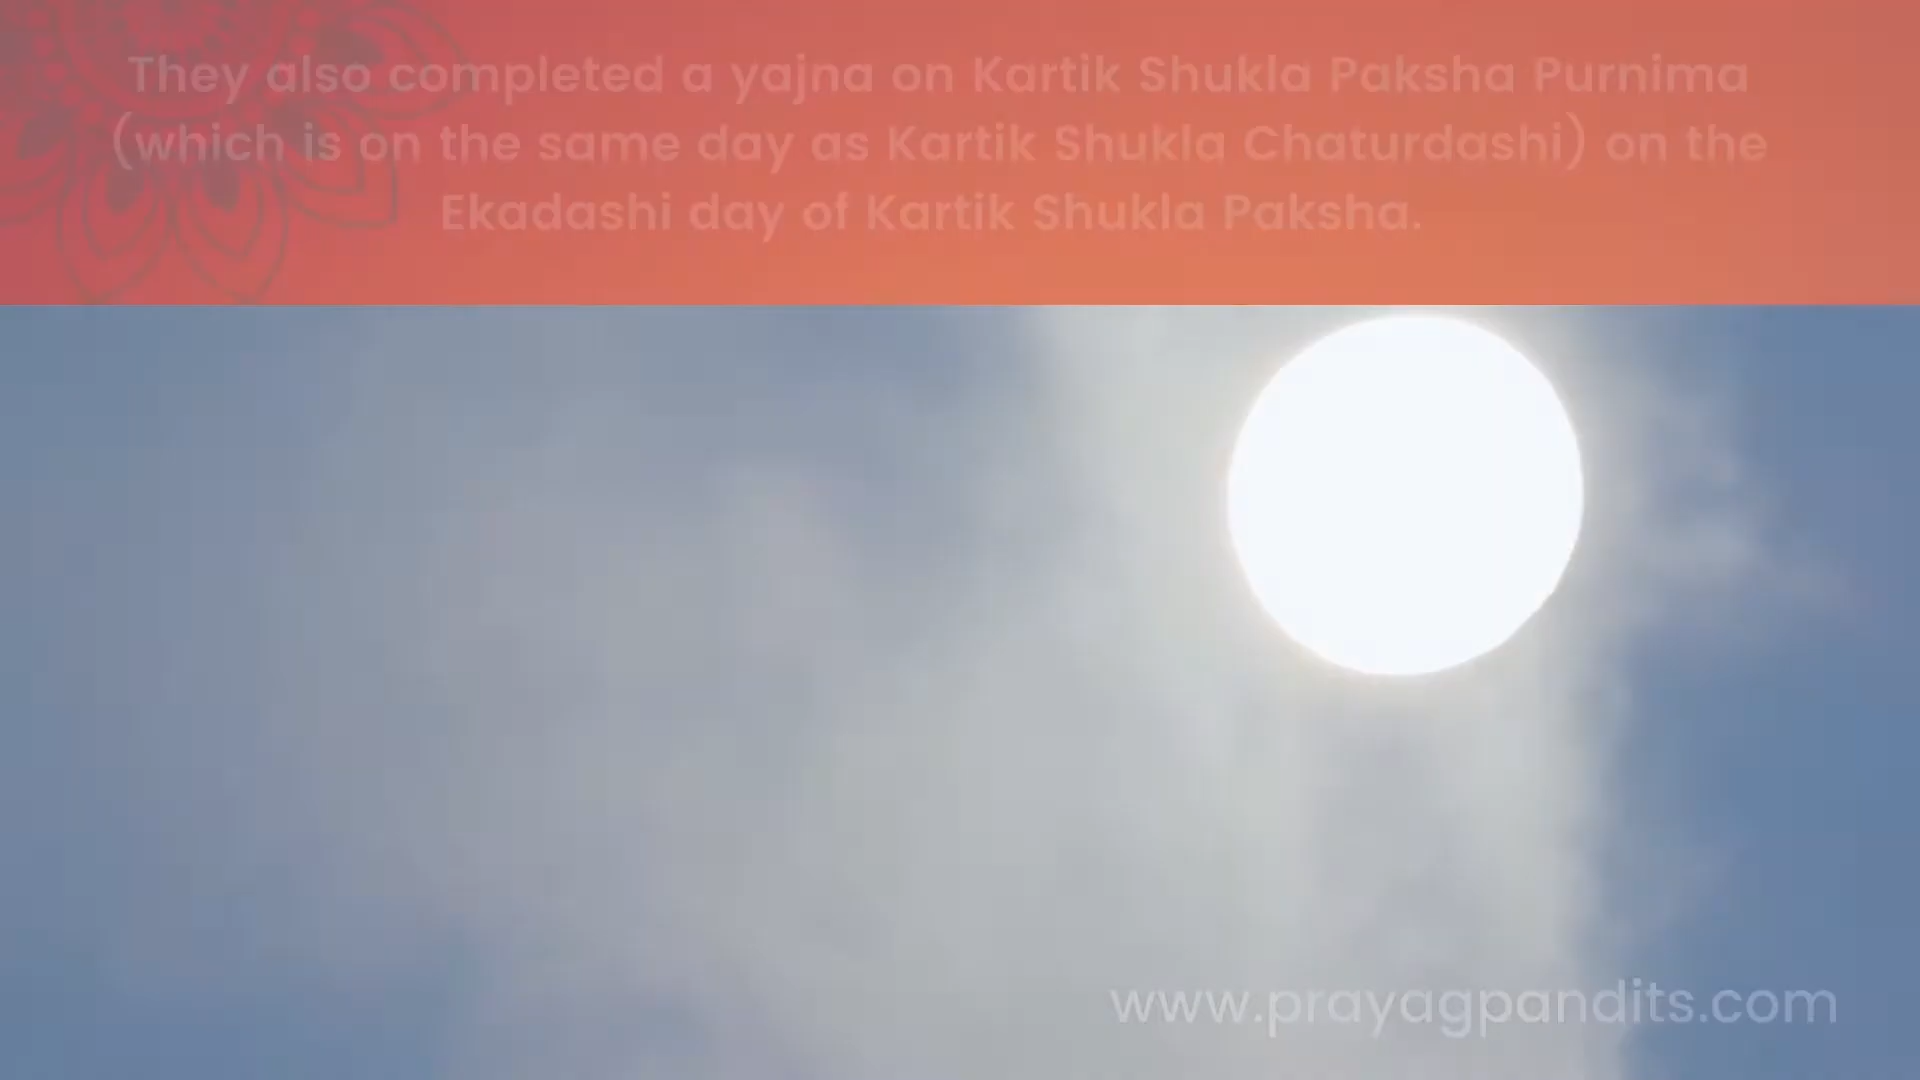 They also completed a yajna on Kartik Shukla Paksha Purnima
(which is on the same day as Kartik Shukla Chaturdashi) on the
Ekadashi day of Kartik Shukla Paksha.
www.prayagpandits.com